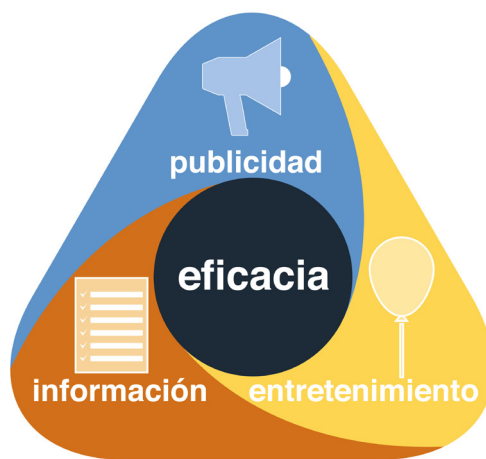 publicidad
eficacia
información
entretenimiento